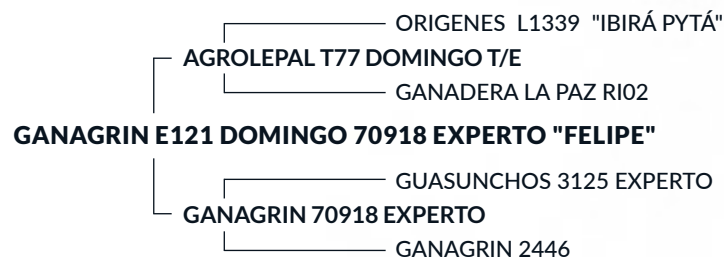 ORIGENES L1339 "IBIRÁ PYTÁ"
AGROLEPAL T77 DOMINGO T/E
GANADERA LA PAZ RI02
GANAGRIN E121 DOMINGO 70918 EXPERTO "FELIPE"
GUASUNCHOS 3125 EXPERTO
GANAGRIN 70918 EXPERTO
GANAGRIN 2446